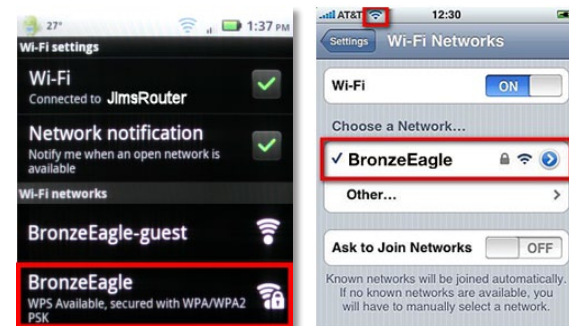 27°
1:37 PM
Wi-Fi settings
Wi-Fi
Connected to JImsRouter
Network notification
Notify me when an open network is
available
Wi-Fi networks
BronzeEagle-guest
BronzeEagle
WPS Available, secured with WPA/WPA2
PSK
AT&T
12:30
Settings
Wi-Fi Networks
Wi-Fi
ON
Choose a Network...
BronzeEagle
Other...
Ask to Join Networks
OFF
Known networks will be joined automatically.
If no known networks are available, you
will have to manually select a network.